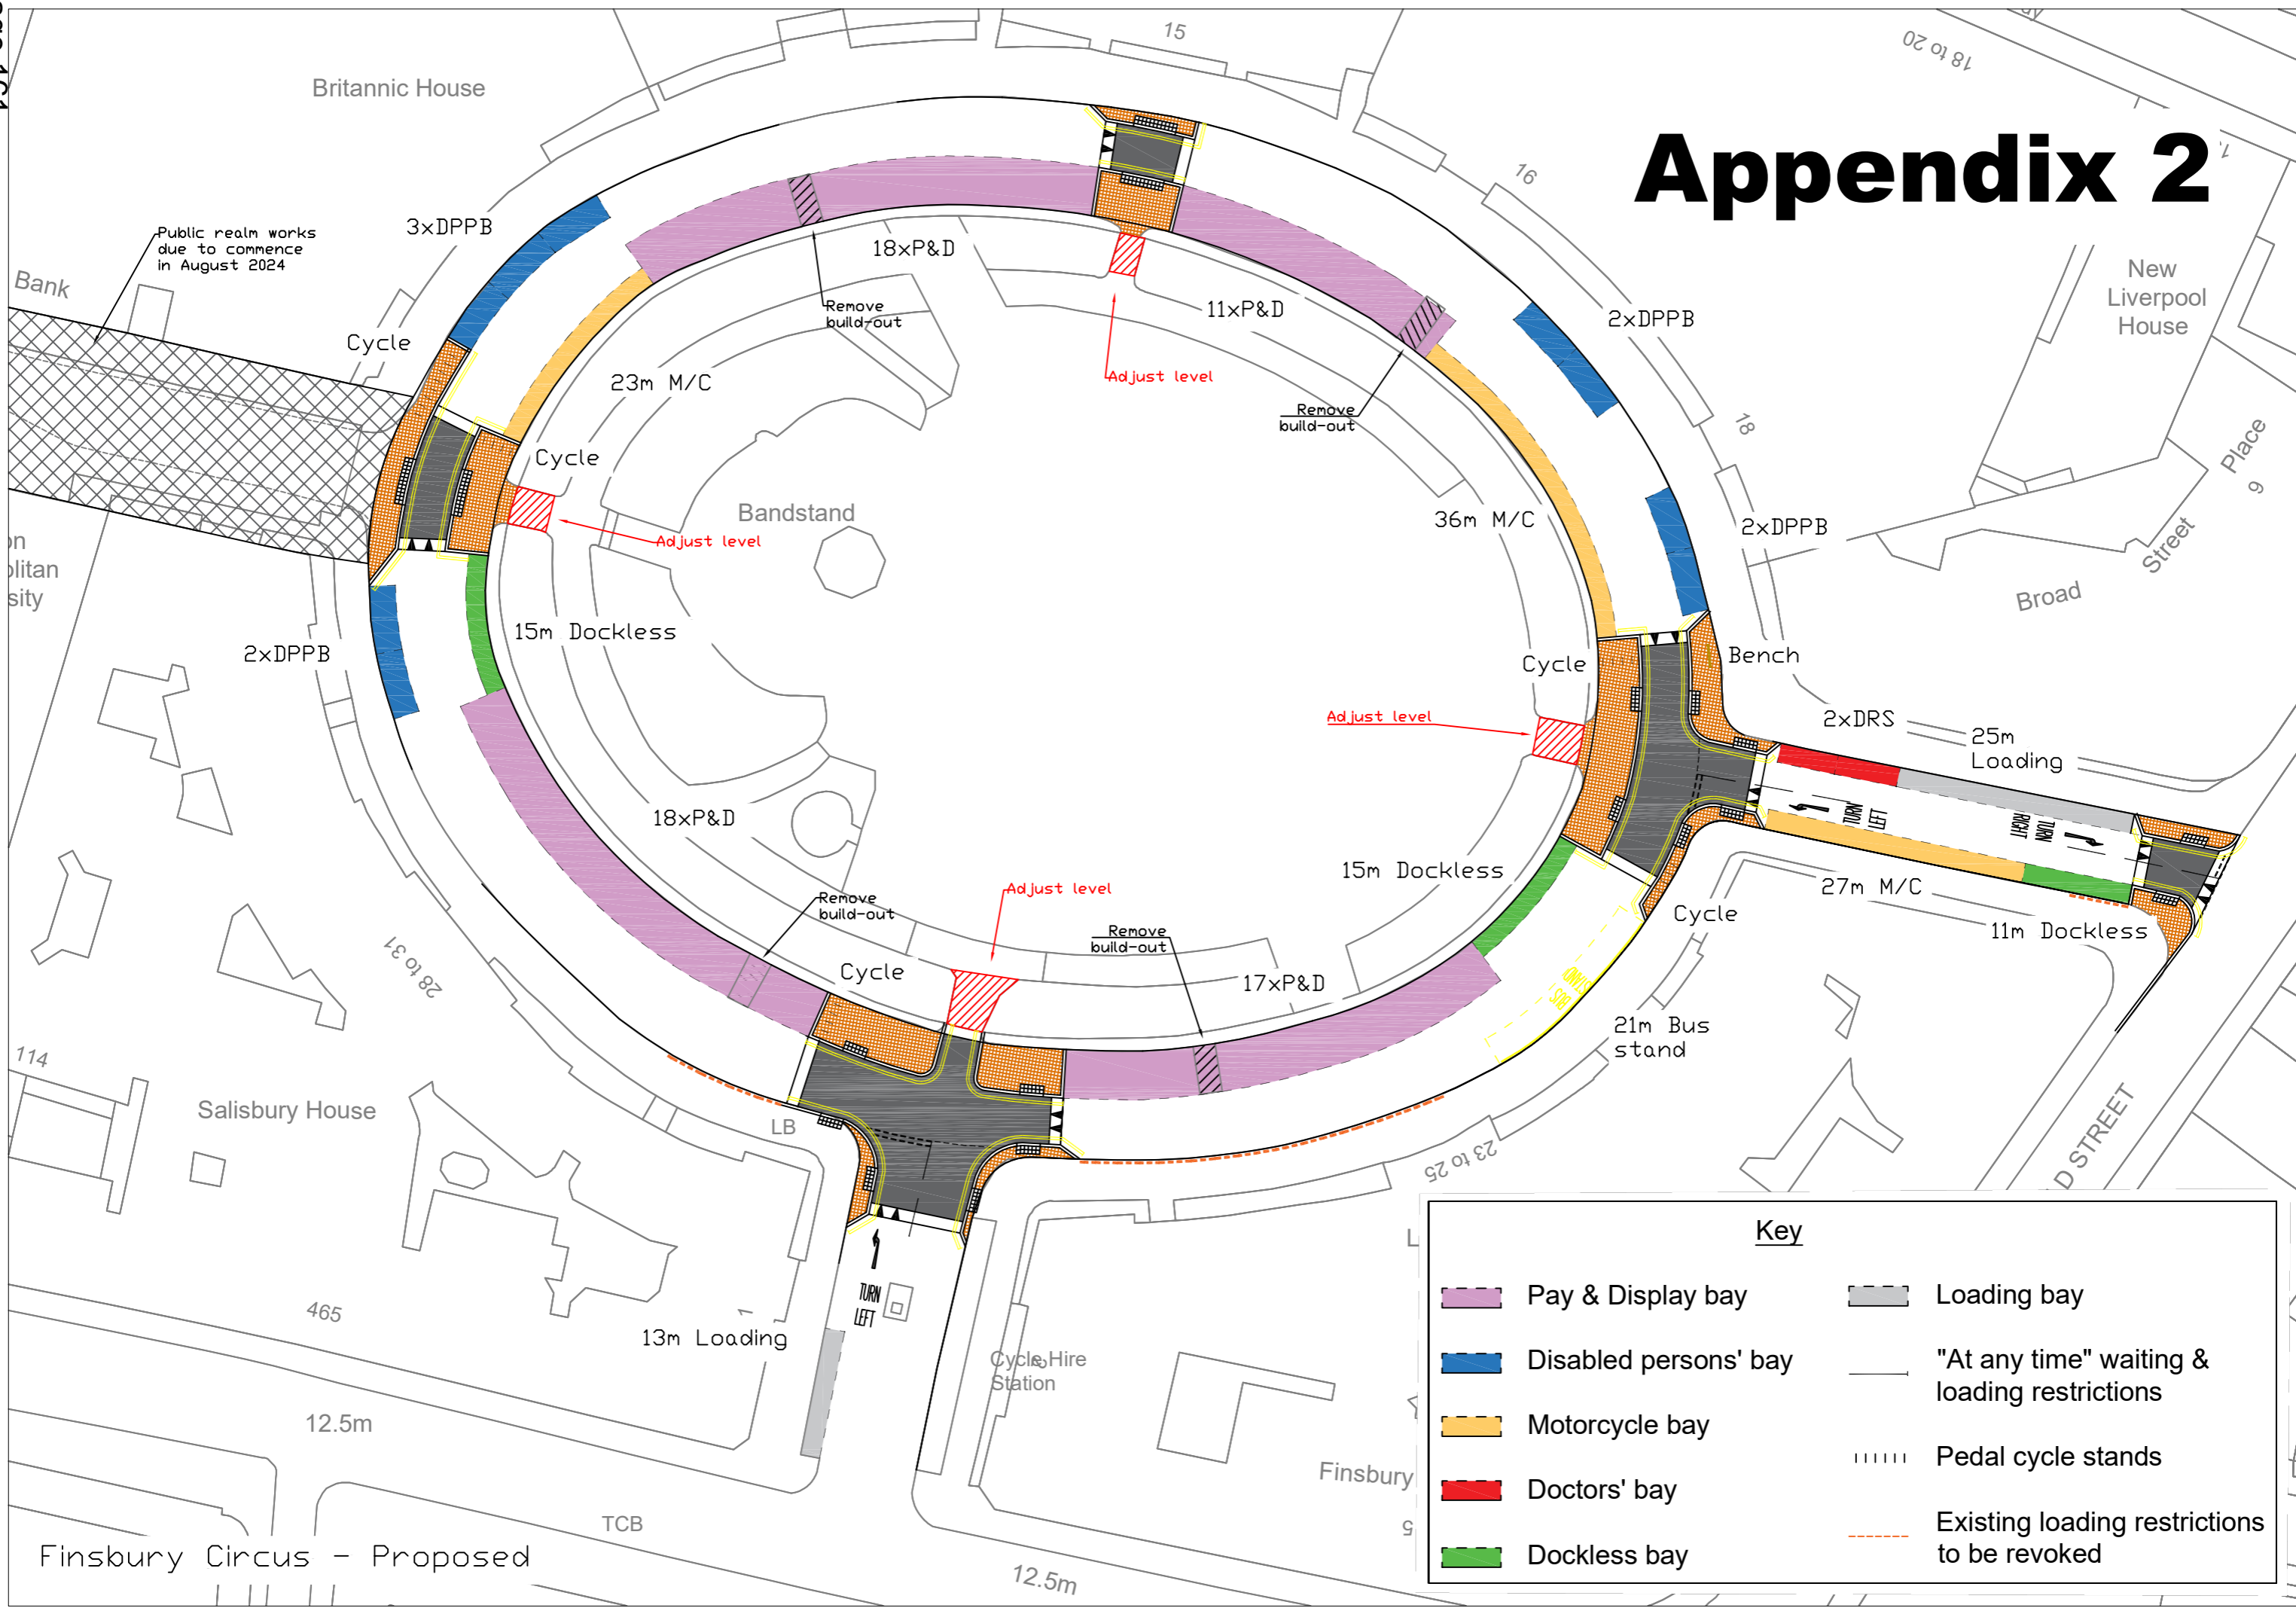 Appendix 2
Britannic House
15
18 to 20
16
3xDPPB
Public realm works
due to commence
in August 2024
Bank
18xP&D
New
Liverpool
House
Remove
build-out
11xP&D
2xDPPB
Cycle
23m M/C
Adjust level
Remove
build-out
18
Place
9
Cycle
Bandstand
36m M/C
2xDPPB
Street
Adjust level
Broad
15m Dockless
2xDPPB
Cycle
Bench
Adjust level
2xDRS
25m
Loading
TURN
LEFT
TURN
RIGHT
18xP&D
15m Dockless
27m M/C
Adjust level
Remove
build-out
Cycle
11m Dockless
Remove
build-out
28 to 31
Cycle
17xP&D
BUS
STAND
21m Bus
stand
114
Salisbury House
LB
23 to 25
D STREET
TURN
LEFT
465
1
13m Loading
2
Cycle Hire
Station
12.5m
Finsbury
5
TCB
12.5m
Finsbury Circus - Proposed
Key
Pay & Display bay
Disabled persons' bay
Motorcycle bay
Doctors' bay
Dockless bay
Loading bay
"At any time" waiting &
loading restrictions
Pedal cycle stands
Existing loading restrictions
to be revoked